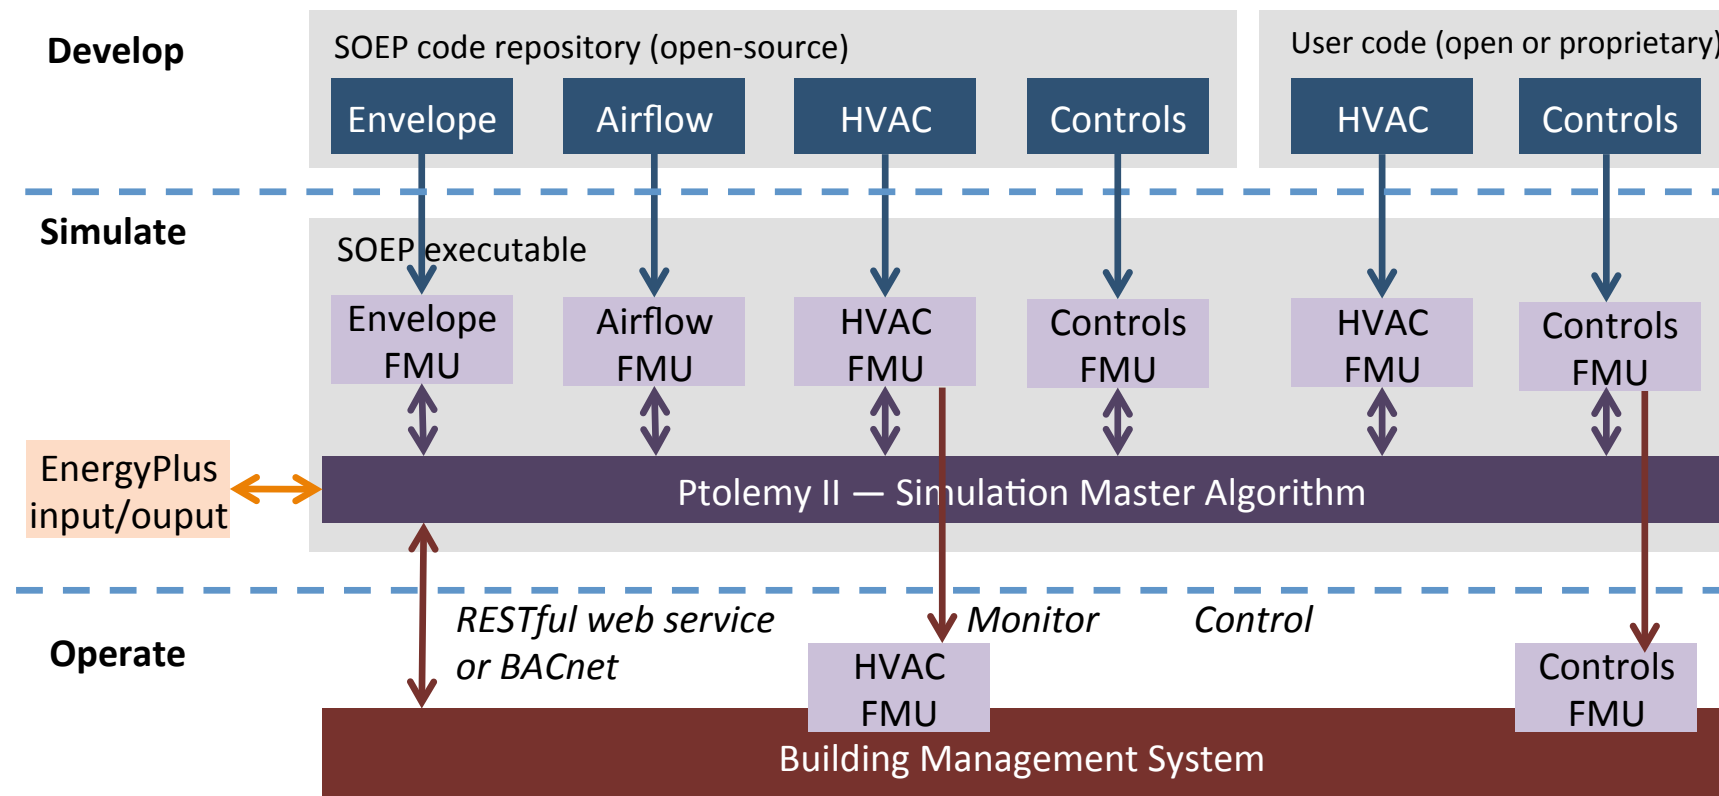 Develop
SOEP code repository (open-source)
User code (open or proprietary)
Envelope
Airflow
HVAC
Controls
HVAC
Controls
Simulate
SOEP executable
Envelope
FMU
Airflow
FMU
HVAC
FMU
Controls
FMU
HVAC
FMU
Controls
FMU
EnergyPlus
input/ouput
Ptolemy II — Simulation Master Algorithm
Operate
RESTful web service
or BACnet
Monitor
Control
HVAC
FMU
Controls
FMU
Building Management System